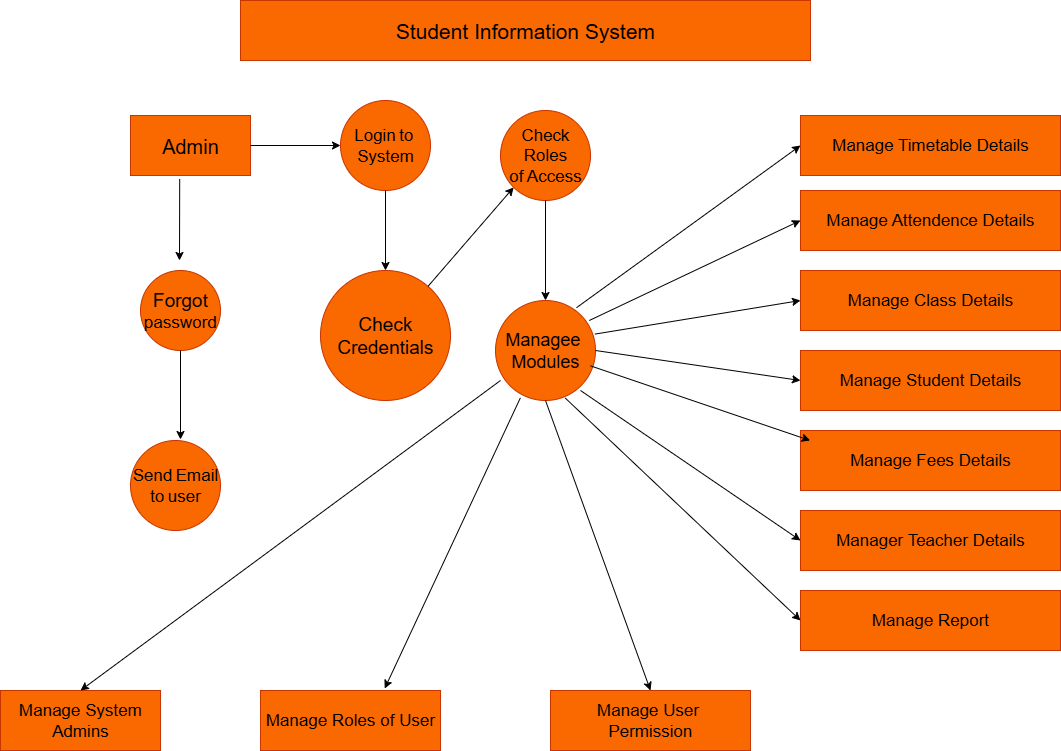 Student Information System
Admin
Login to
System
Check
Roles
of Access
Manage Timetable Details
Manage Attendence Details
Forgot
password
Check
Credentials
Managee
Modules
Manage Class Details
Manage Student Details
Manage Fees Details
Send Email
to user
Manager Teacher Details
Manage Report
Manage System
Admins
Manage Roles of User
Manage User
Permission